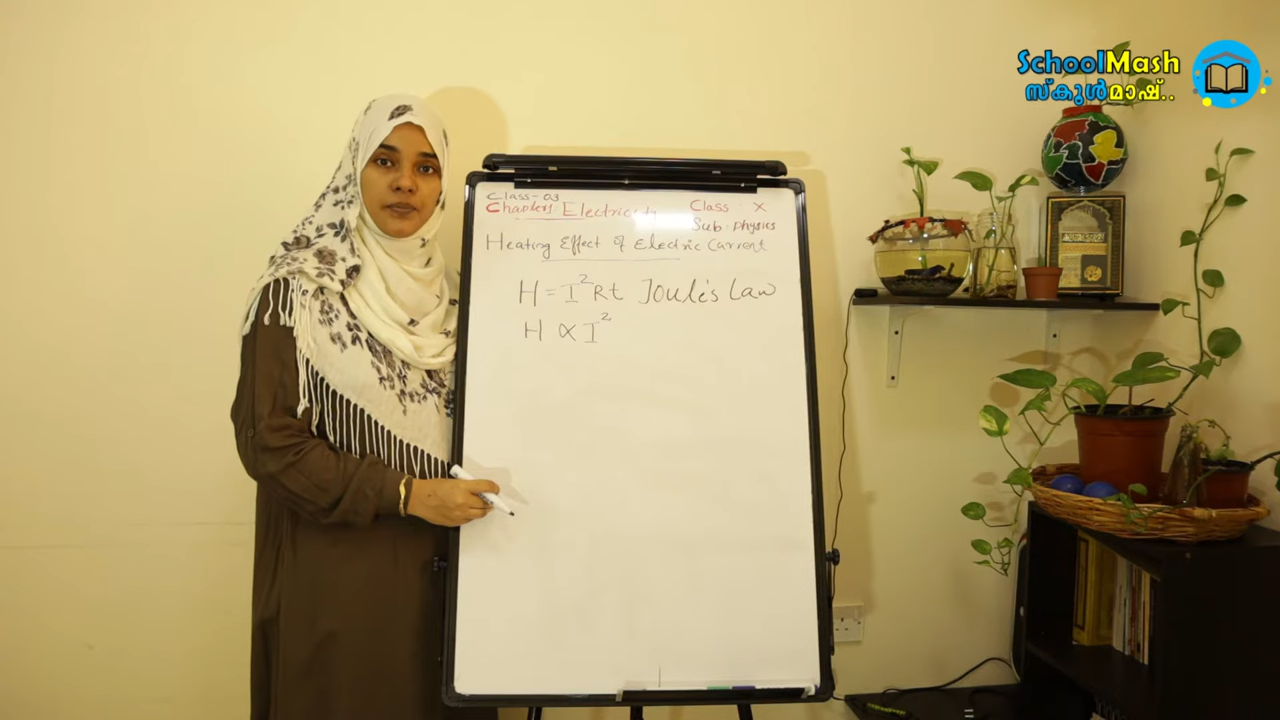 SchoolMash
സ്കൂൾമാഷ്..
Class-03
Chapter: Electricity
Class : X
Sub: Physics
Heating Effect of Electric Current
H = I²Rt Joule's Law
H ∝ I²